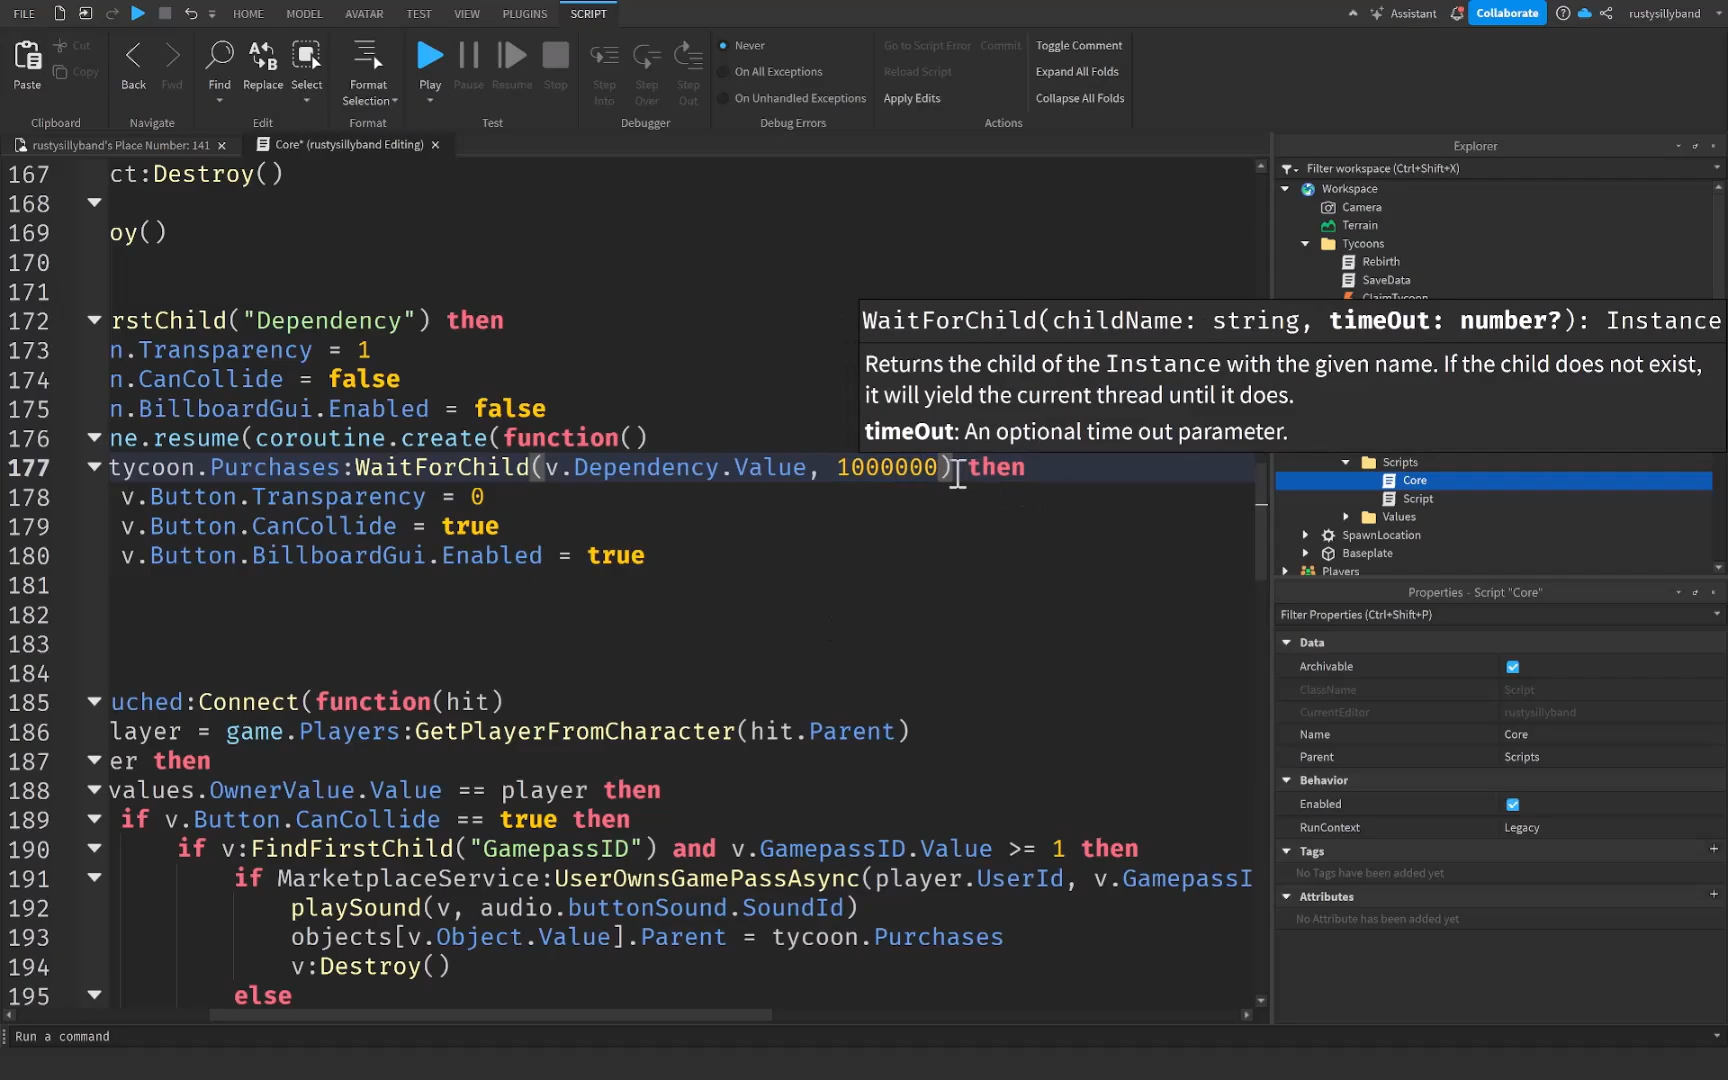 FILE HOME MODEL AVATAR TEST VIEW PLUGINS SCRIPT Assistant Collaborate rustysillyband
Paste Cut Copy
Clipboard
Back Fwd
Navigate
Find Replace Select
Edit
Format Selection
Format
Play Pause Resume Stop
Test
Step Into Step Over Step Out
Debugger
Never
On All Exceptions
On Unhandled Exceptions
Debug Errors
Go to Script Error Commit Toggle Comment
Reload Script Expand All Folds
Apply Edits Collapse All Folds
Actions
rustysillyband's Place Number: 141 Core* (rustysillyband Editing)
167 ct:Destroy()
168
169 oy()
170
171
172 rstChild("Dependency") then
173 n.Transparency = 1
174 n.CanCollide = false
175 n.BillboardGui.Enabled = false
176 ne.resume(coroutine.create(function()
177 tycoon.Purchases:WaitForChild(v.Dependency.Value, 1000000) then
178 v.Button.Transparency = 0
179 v.Button.CanCollide = true
180 v.Button.BillboardGui.Enabled = true
181
182
183
184
185 uched:Connect(function(hit)
186 layer = game.Players:GetPlayerFromCharacter(hit.Parent)
187 er then
188 values.OwnerValue.Value == player then
189 if v.Button.CanCollide == true then
190 if v:FindFirstChild("GamepassID") and v.GamepassID.Value >= 1 then
191 if MarketplaceService:UserOwnsGamePassAsync(player.UserId, v.GamepassI
192 playSound(v, audio.buttonSound.SoundId)
193 objects[v.Object.Value].Parent = tycoon.Purchases
194 v:Destroy()
195 else
WaitForChild(childName: string, timeOut: number?): Instance
Returns the child of the Instance with the given name. If the child does not exist,
it will yield the current thread until it does.
timeOut: An optional time out parameter.
Explorer
Filter workspace (Ctrl+Shift+X)
Workspace
Camera
Terrain
Tycoons
Rebirth
SaveData
ClaimTycoon
Scripts
Core
Script
Values
SpawnLocation
Baseplate
Players
Properties - Script "Core"
Filter Properties (Ctrl+Shift+P)
Data
Archivable
ClassName Script
CurrentEditor rustysillyband
Name Core
Parent Scripts
Behavior
Enabled
RunContext Legacy
Tags
No Tags have been added yet
Attributes
No Attribute has been added yet
Run a command